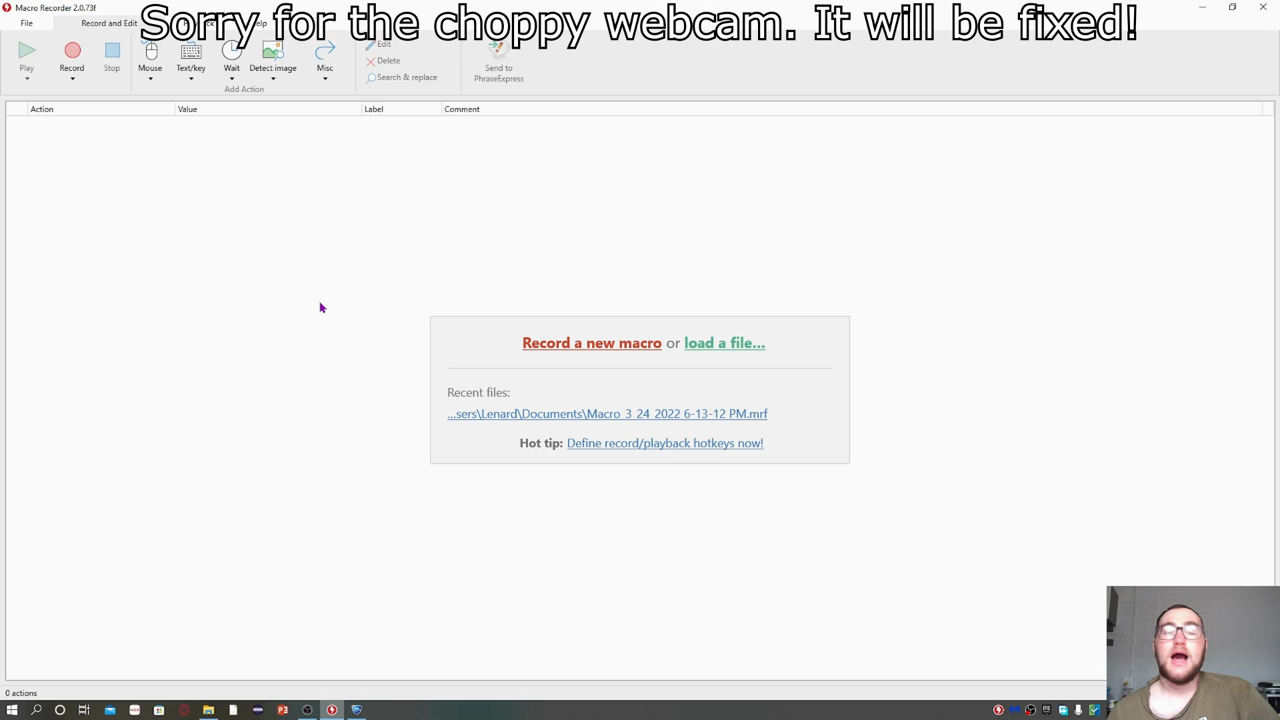 Macro Recorder 2.0.73f
Sorry for the choppy webcam. It will be fixed!
File
Record and Edit
Play
Record
Stop
Mouse
Text/key
Wait
Detect image
Misc
Add Action
Edit
Delete
Search & replace
Send to
PhraseExpress
Action
Value
Label
Comment
Record a new macro or load a file...
Recent files:
...sers\Lenard\Documents\Macro 3 24 2022 6-13-12 PM.mrf
Hot tip: Define record/playback hotkeys now!
0 actions